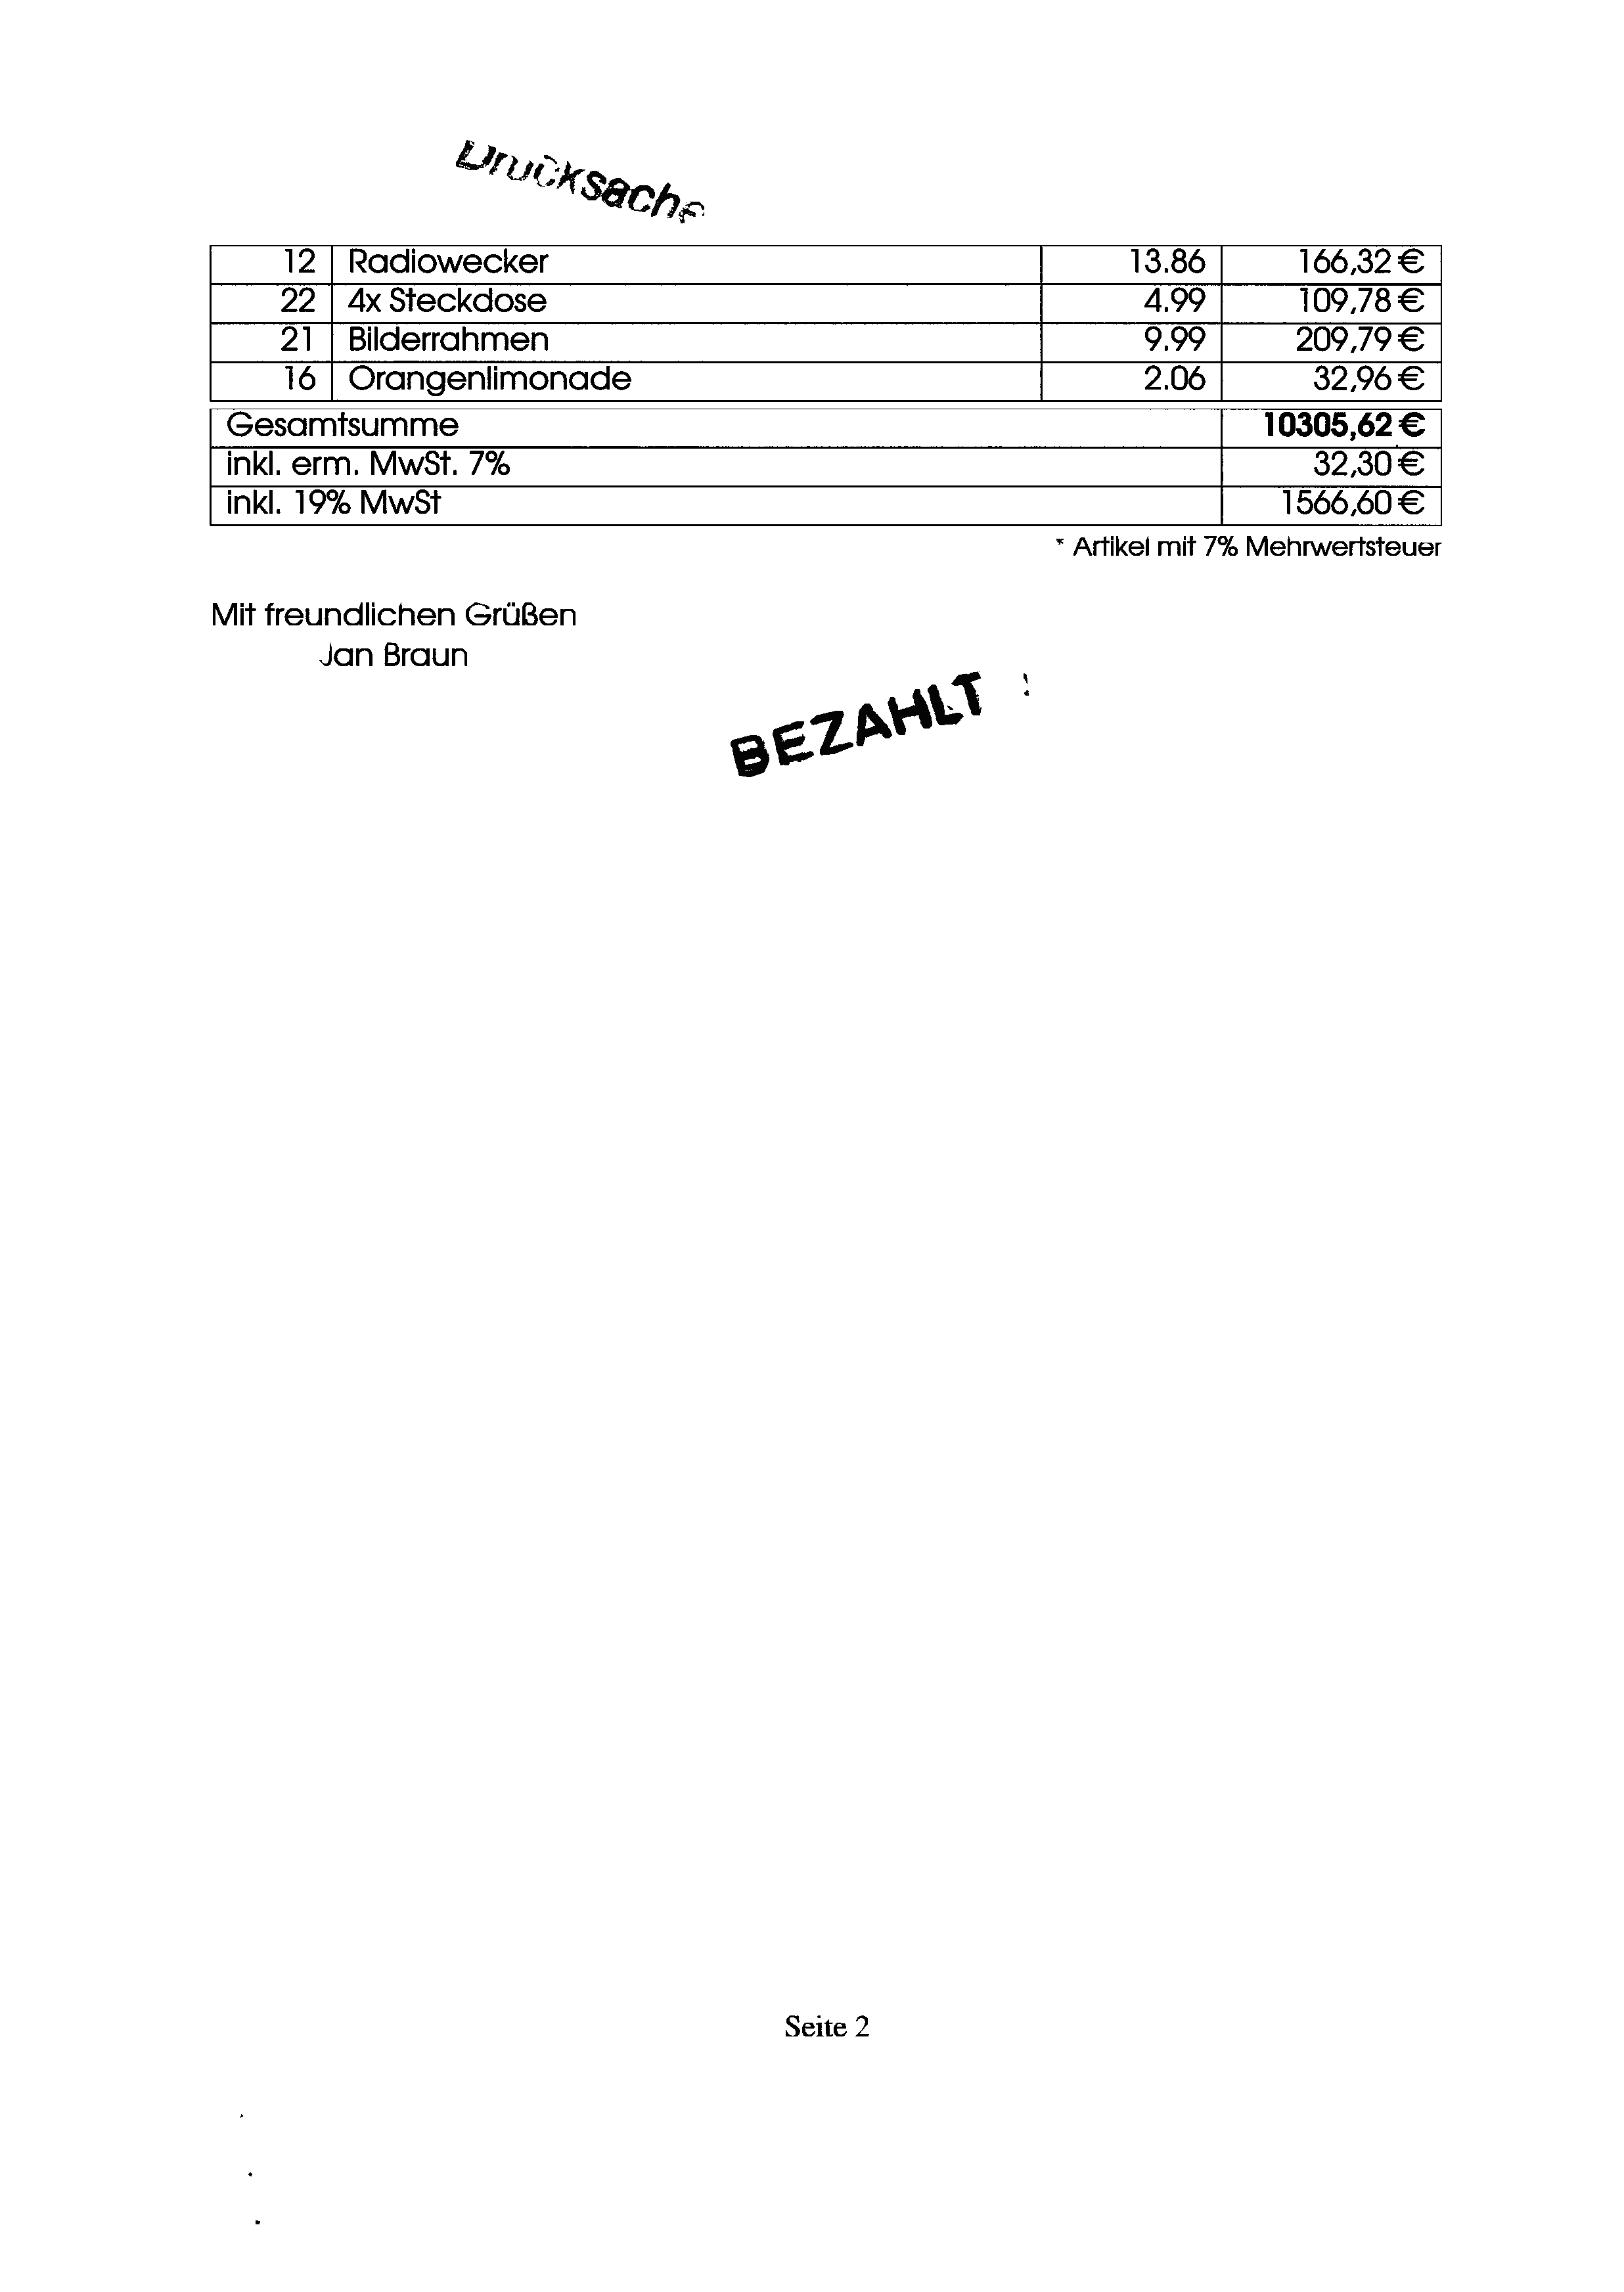 Drucksache
12 Radiowecker 13.86 166,32 €
22 4x Steckdose 4.99 109,78 €
21 Bilderrahmen 9.99 209,79 €
16 Orangenlimonade 2.06 32,96 €
Gesamtsumme 10305,62 €
inkl. erm. MwSt. 7% 32,30 €
inkl. 19% MwSt 1566,60 €
* Artikel mit 7% Mehrwertsteuer
Mit freundlichen Grüßen
Jan Braun
BEZAHLT
Seite 2